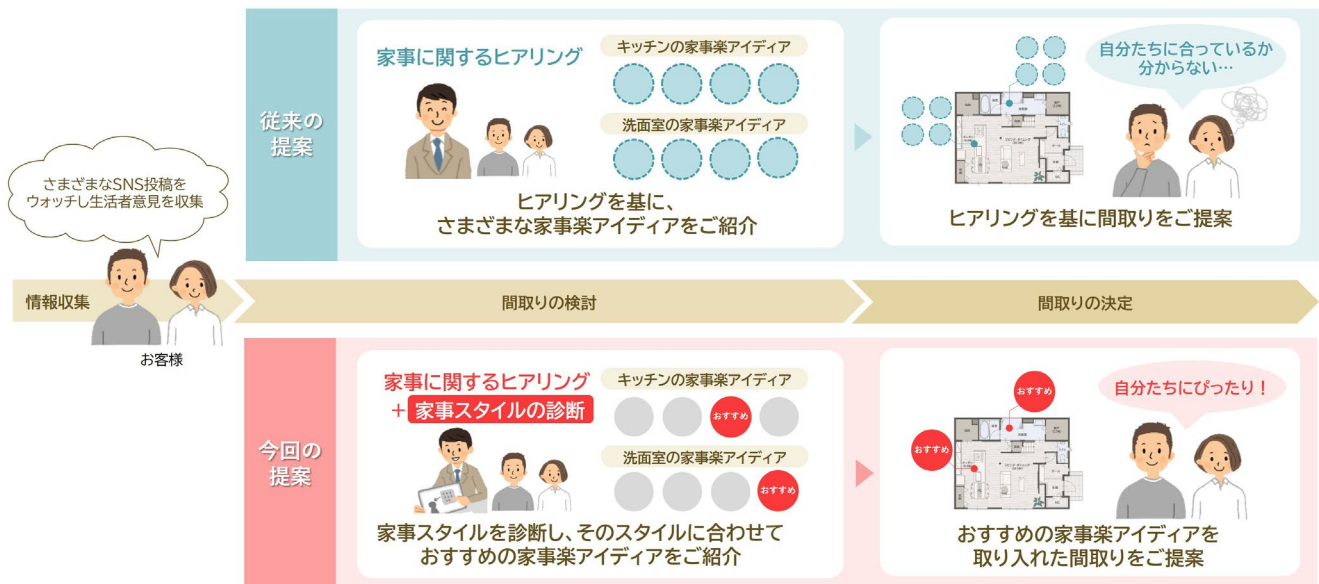 さまざまなSNS投稿を
ウォッチし生活者意見を収集
情報収集
お客様
従来の
提案
家事に関するヒアリング
キッチンの家事楽アイディア
洗面室の家事楽アイディア
ヒアリングを基に、
さまざまな家事楽アイディアをご紹介
自分たちに合っているか
分からない…
ヒアリングを基に間取りをご提案
間取りの検討
間取りの決定
今回の
提案
家事に関するヒアリング
+ 家事スタイルの診断
キッチンの家事楽アイディア
おすすめ
洗面室の家事楽アイディア
おすすめ
家事スタイルを診断し、そのスタイルに合わせて
おすすめの家事楽アイディアをご紹介
おすすめ
おすすめ
自分たちにぴったり！
おすすめの家事楽アイディアを
取り入れた間取りをご提案